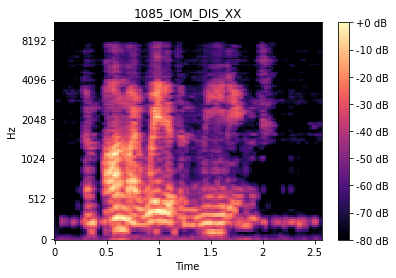 1085_IOM_DIS_XX
+0 dB
8192
-10 dB
4096
-20 dB
-30 dB
2048
Hz
-40 dB
1024
-50 dB
512
-60 dB
-70 dB
0
-80 dB
0 0.5 1 1.5 2 2.5
Time